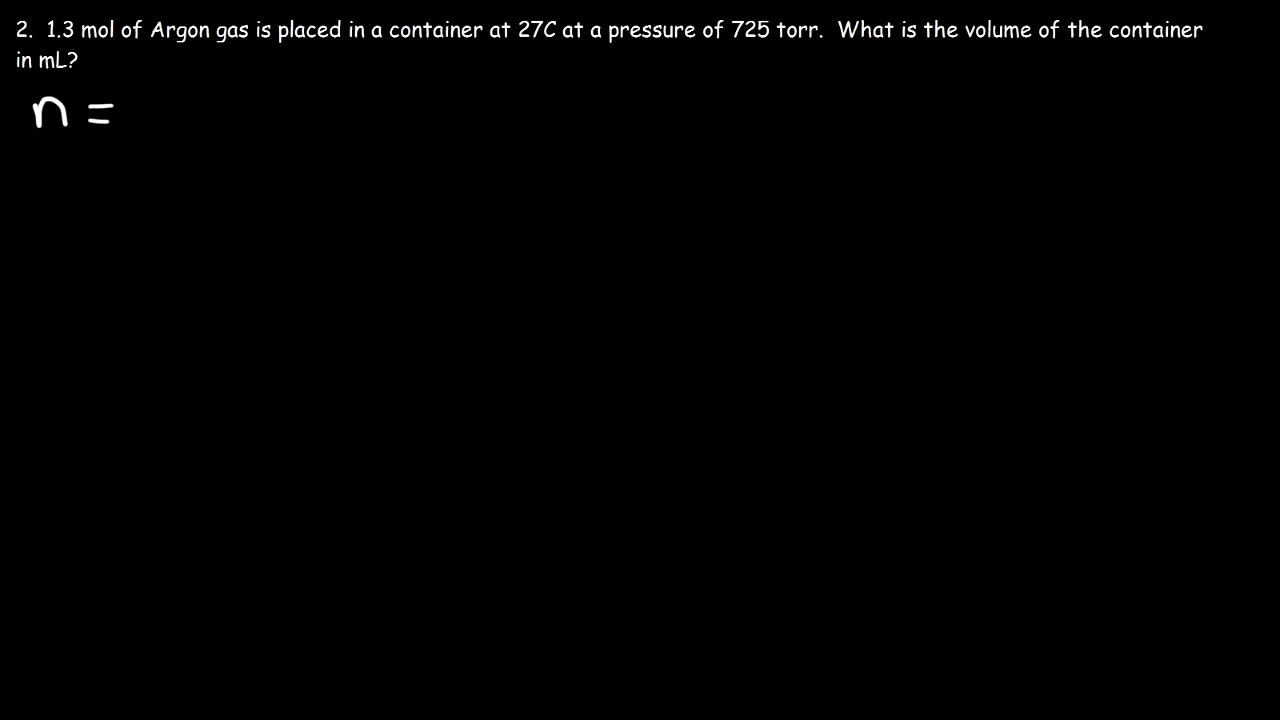 2. 1.3 mol of Argon gas is placed in a container at 27C at a pressure of 725 torr. What is the volume of the container
in mL?
n =